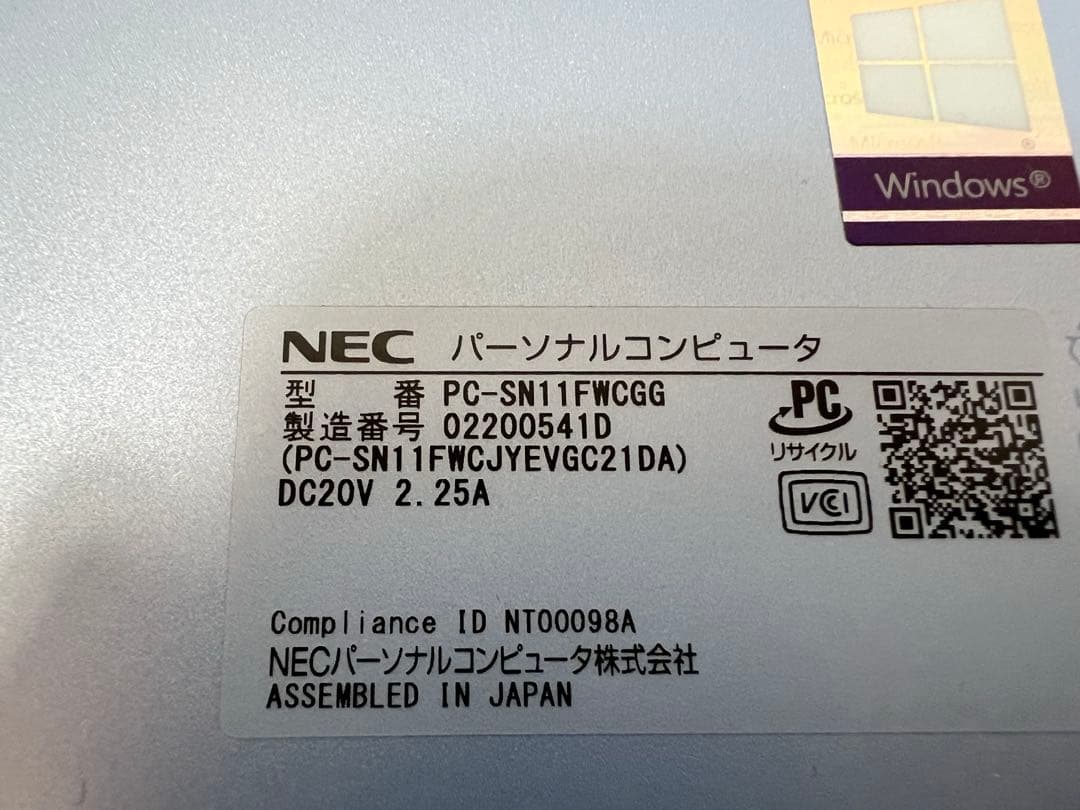 Windows®
NEC パーソナルコンピュータ
型 番 PC-SN11FWCGG
製造番号 02200541D
(PC-SN11FWCJYEVGC21DA)
DC20V 2.25A
PC
リサイクル
VCCI
Compliance ID NT00098A
NECパーソナルコンピュータ株式会社
ASSEMBLED IN JAPAN